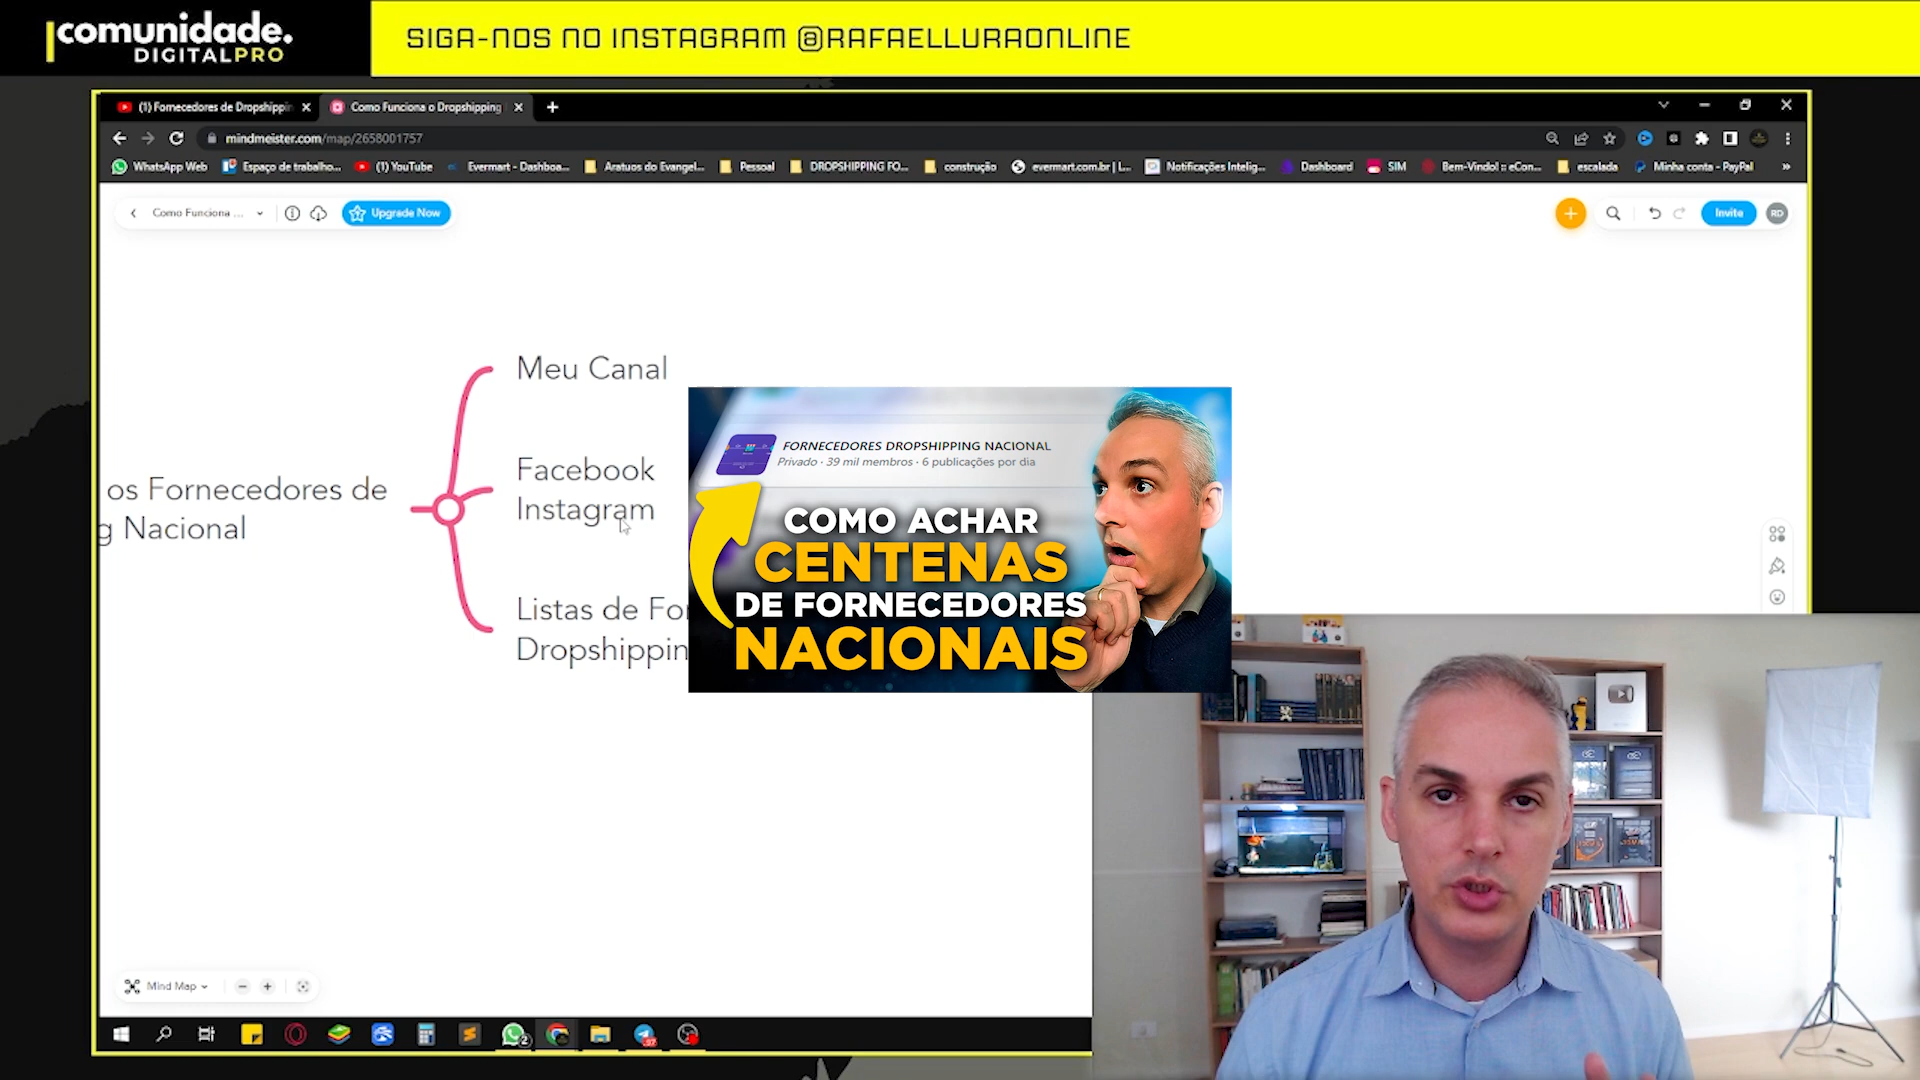 comunidade.
DIGITALPRO
SIGA-NOS NO INSTAGRAM @RAFAELLURAONLINE
(1) Fornecedores de Dropshippin
Como Funciona o Dropshipping
mindmeister.com/map/2658001757
WhatsApp Web
Espaço de trabalho...
(1) YouTube
Evermart - Dashboa...
Aratuos do Evangel...
Pessoal
DROPSHIPPING FO...
construção
evermart.com.br | L...
Notificações Intelig...
Dashboard
SIM
Bem-Vindo! :: eCon...
escalada
Minha conta - PayPal
Como Funciona ...
Upgrade Now
Invite
RD
os Fornecedores de
g Nacional
Meu Canal
Facebook
Instagram
Listas de For
Dropshippin
FORNECEDORES DROPSHIPPING NACIONAL
Privado · 39 mil membros · 6 publicações por dia
COMO ACHAR
CENTENAS
DE FORNECEDORES
NACIONAIS
Mind Map